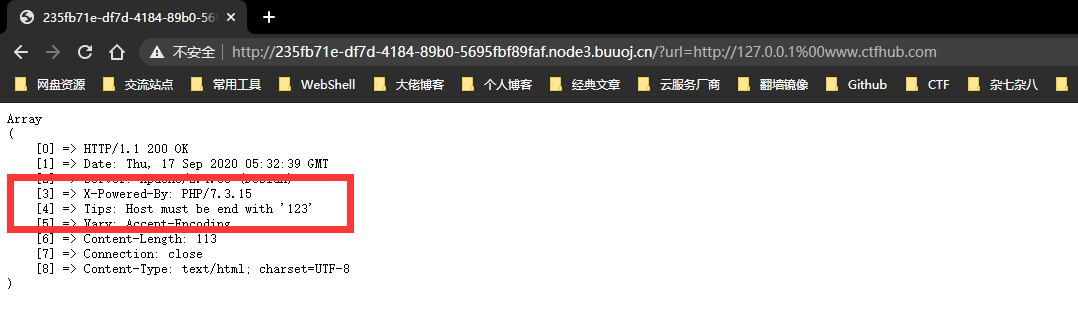 235fb71e-df7d-4184-89b0-569
不安全 http://235fb71e-df7d-4184-89b0-5695fbf89faf.node3.buuoj.cn/?url=http://127.0.0.1%00www.ctfhub.com
网盘资源 交流站点 常用工具 WebShell 大佬博客 个人博客 经典文章 云服务厂商 翻墙镜像 Github CTF 杂七杂八
Array
(
[0] => HTTP/1.1 200 OK
[1] => Date: Thu, 17 Sep 2020 05:32:39 GMT
[3] => X-Powered-By: PHP/7.3.15
[4] => Tips: Host must be end with '123'
[5] => Vary: Accept-Encoding
[6] => Content-Length: 113
[7] => Connection: close
[8] => Content-Type: text/html; charset=UTF-8
)